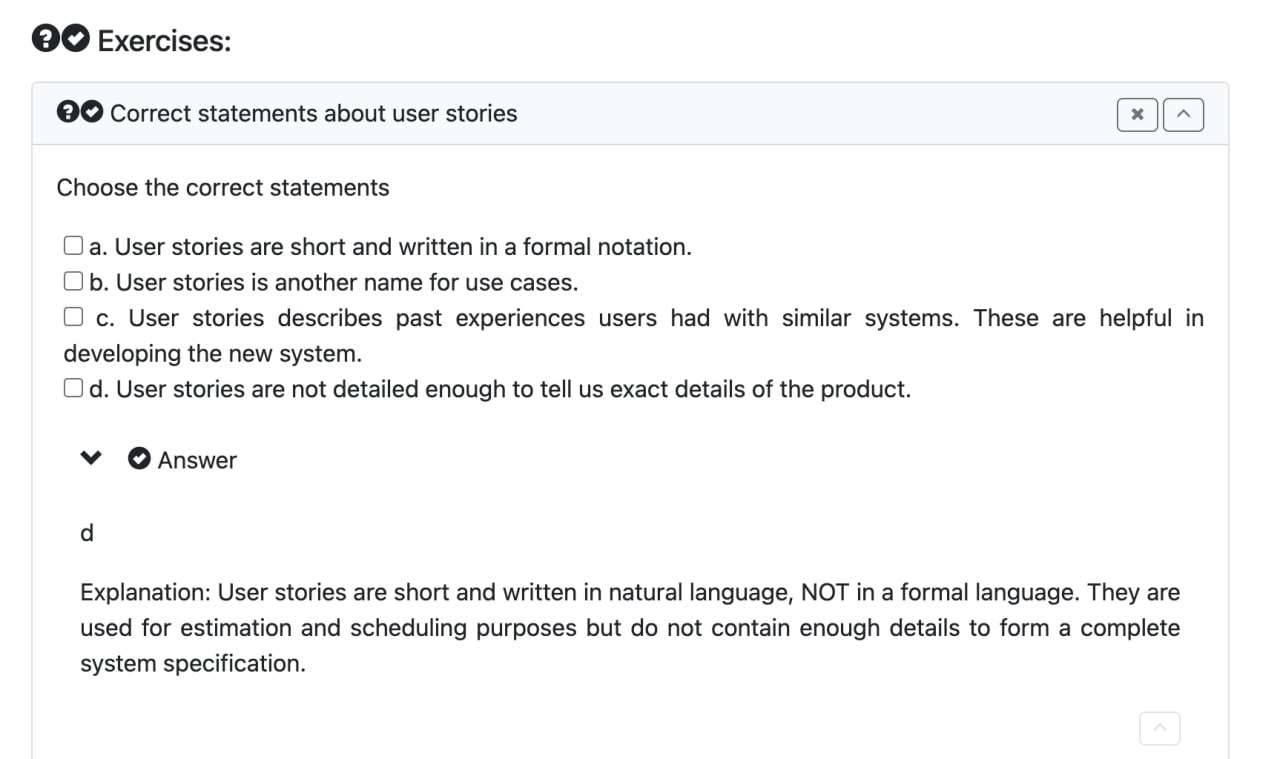 Exercises:
Correct statements about user stories
Choose the correct statements
a. User stories are short and written in a formal notation.
b. User stories is another name for use cases.
c. User stories describes past experiences users had with similar systems. These are helpful in
developing the new system.
d. User stories are not detailed enough to tell us exact details of the product.
Answer
d
Explanation: User stories are short and written in natural language, NOT in a formal language. They are
used for estimation and scheduling purposes but do not contain enough details to form a complete
system specification.